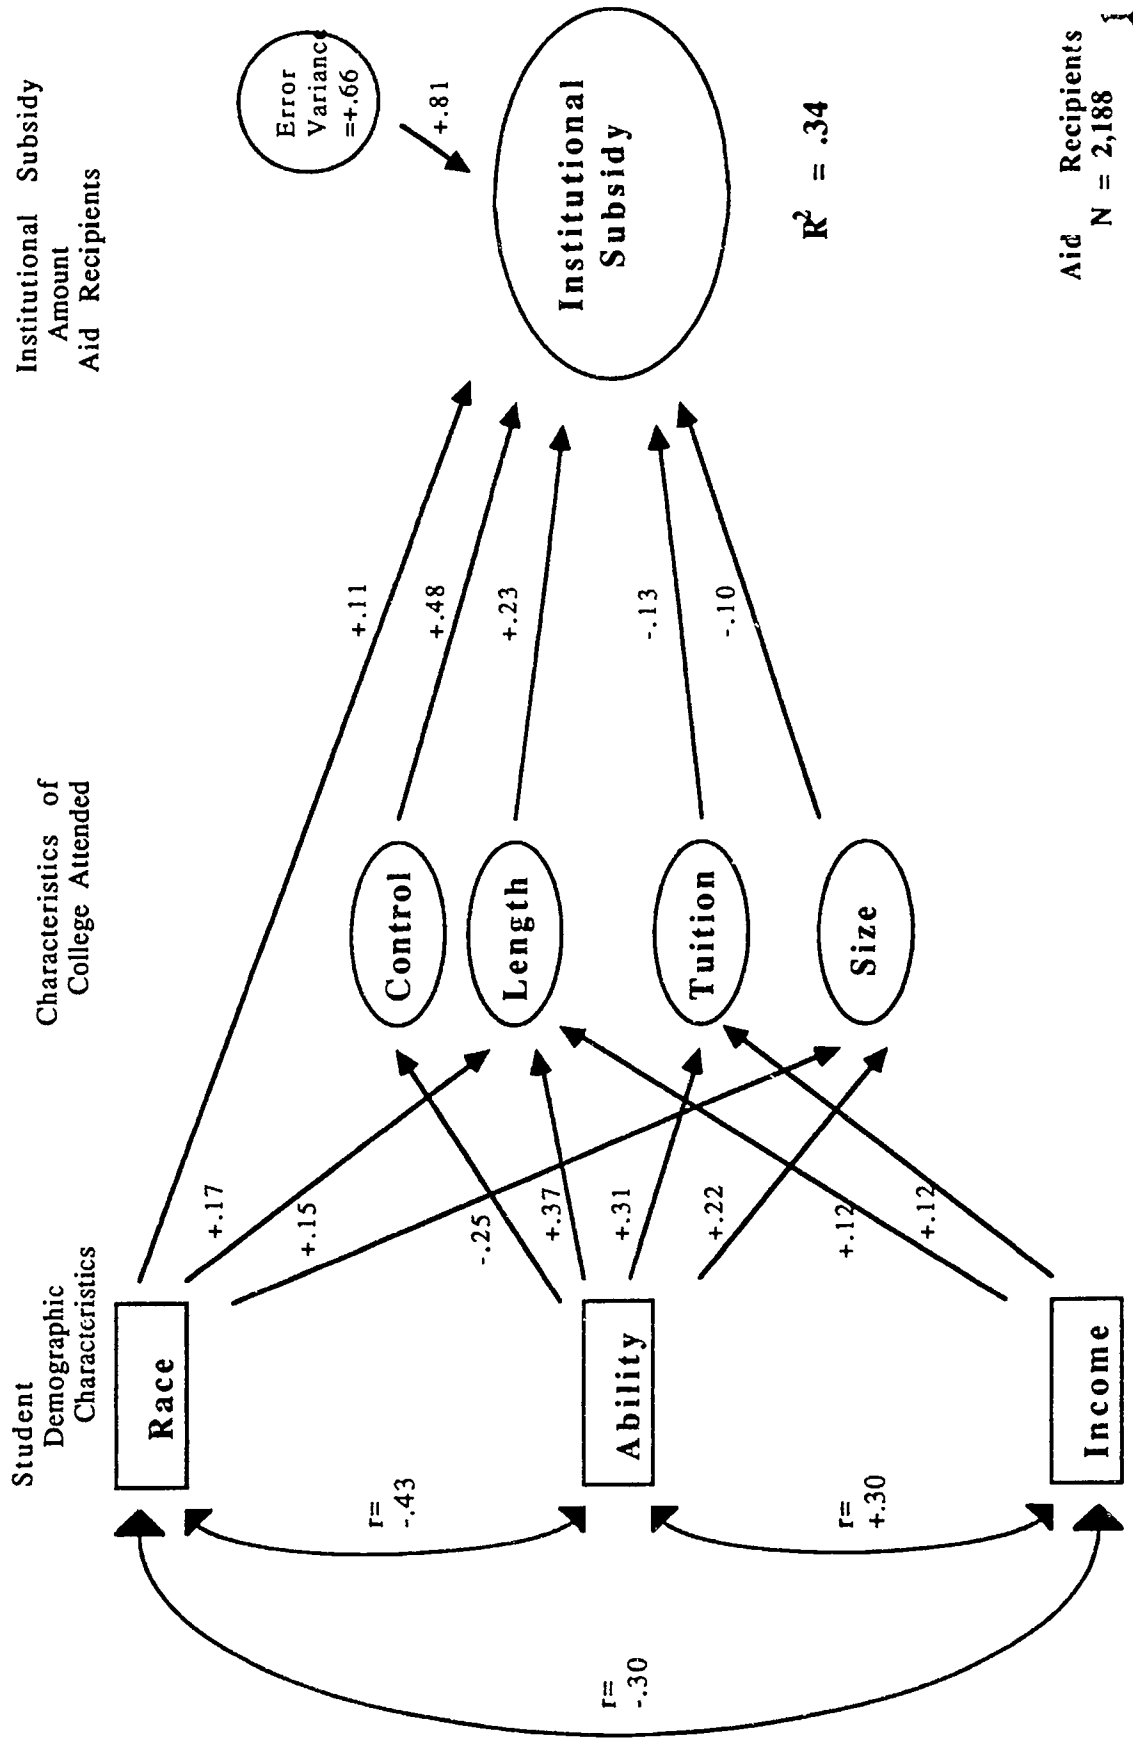 Student
Demographic
Characteristics
Characteristics of
College Attended
Institutional Subsidy
Amount
Aid Recipients
Error
Variance
=+.66
+.81
Race
Ability
Income
r=
-.43
r=
+.30
r=
-.30
+.17
+.15
-.25
+.37
+.31
+.22
+.12
+.12
Control
Length
Tuition
Size
+.11
+.48
+.23
-.13
-.10
Institutional
Subsidy
R² = .34
Aid Recipients
N = 2,188